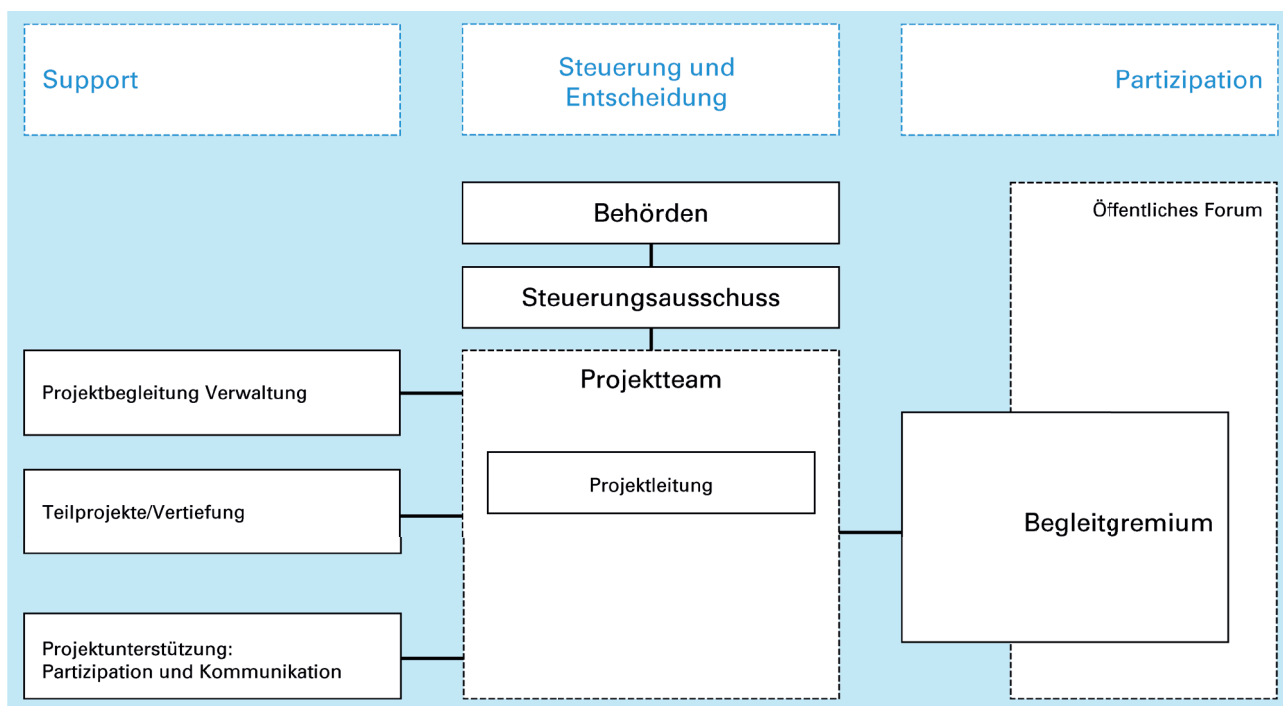 Support
Steuerung und
Entscheidung
Partizipation
Behörden
Öffentliches Forum
Steuerungsausschuss
Projektbegleitung Verwaltung
Projektteam
Projektleitung
Teilprojekte/Vertiefung
Begleitgremium
Projektunterstützung:
Partizipation und Kommunikation